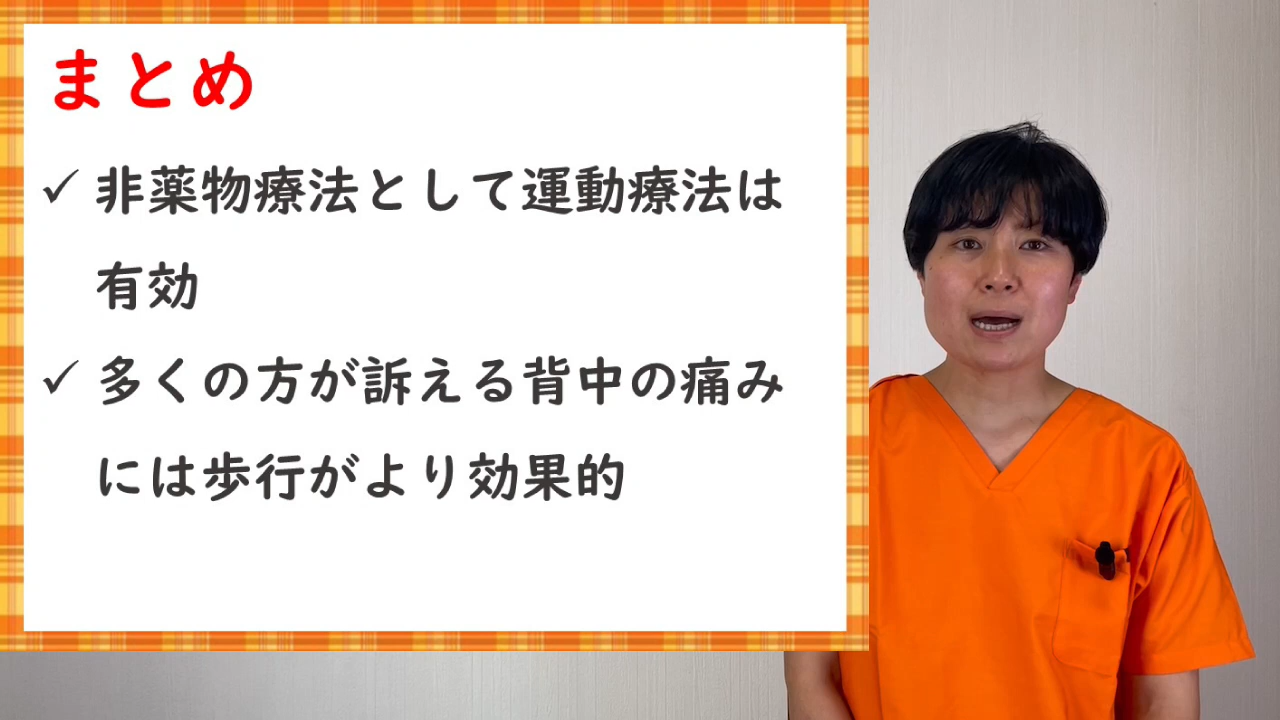 まとめ
✓ 非薬物療法として運動療法は
有効
✓ 多くの方が訴える背中の痛み
には歩行がより効果的